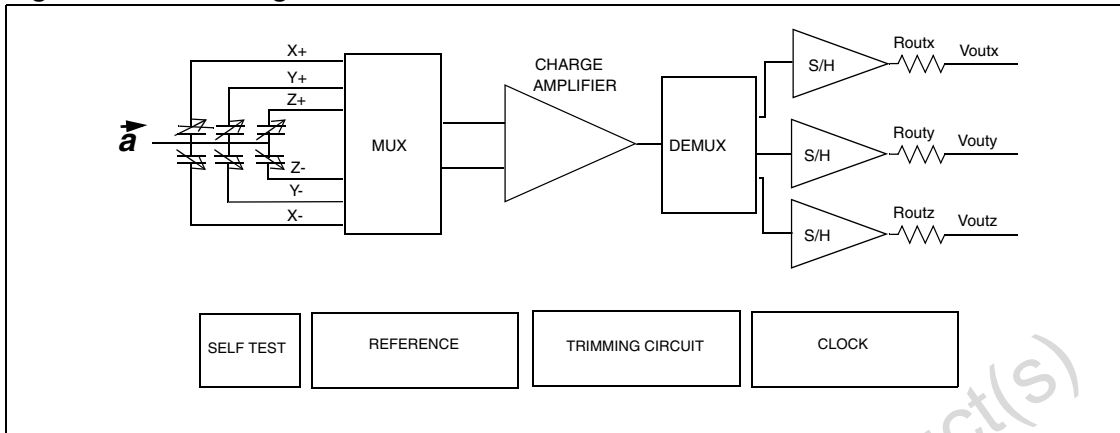 X+
Y+
Z+
a
Z-
Y-
X-
MUX
CHARGE
AMPLIFIER
DEMUX
S/H
Routx
Voutx
S/H
Routy
Vouty
S/H
Routz
Voutz
SELF TEST
REFERENCE
TRIMMING CIRCUIT
CLOCK